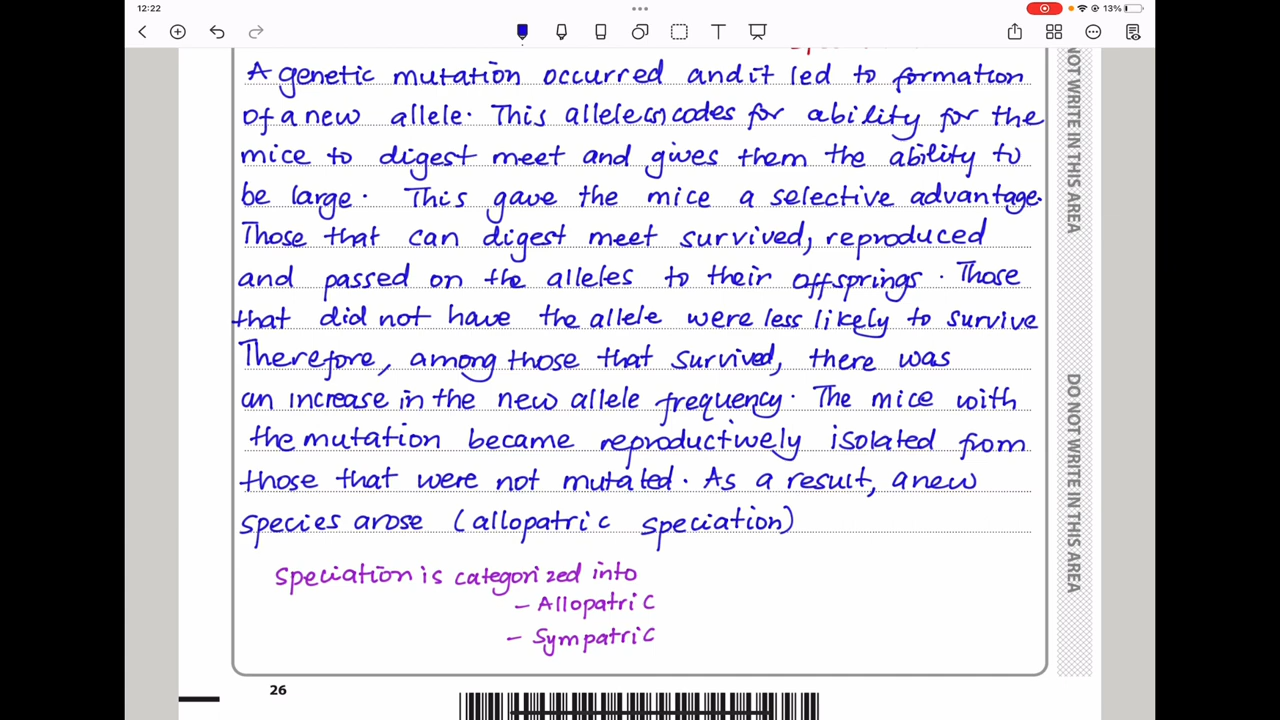 12:22
13%
A genetic mutation occurred and it led to formation
of a new allele. This allele(s) codes for ability for the
mice to digest meet and gives them the ability to
be large. This gave the mice a selective advantage.
Those that can digest meet survived, reproduced
and passed on the alleles to their offsprings. Those
that did not have the allele were less likely to survive
Therefore, among those that survived, there was
an increase in the new allele frequency. The mice with
the mutation became reproductively isolated from
those that were not mutated. As a result, a new
species arose (allopatric speciation)
Speciation is categorized into
- Allopatric
- Sympatric
26
NOT WRITE IN THIS AREA
DO NOT WRITE IN THIS AREA